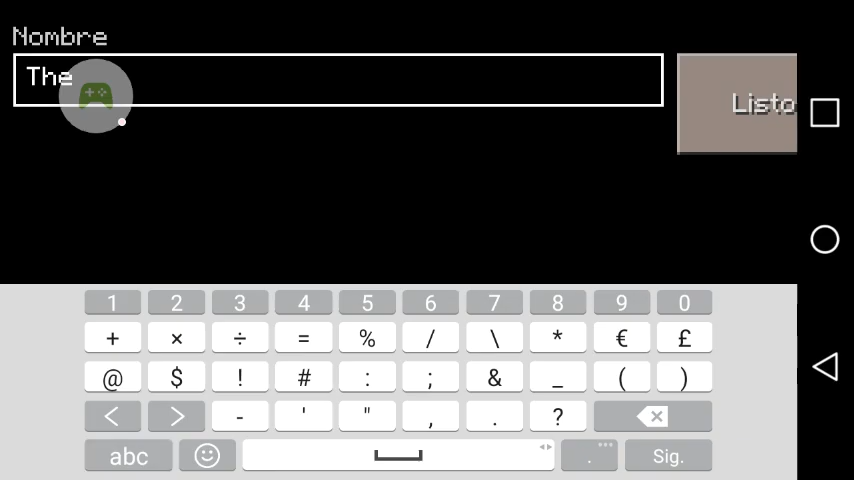 Nombre
The
Listo
1 2 3 4 5 6 7 8 9 0
+ × ÷ = % / \ * € £
@ $ ! # : ; & _ ( )
< > - ' " , . ?
abc . Sig.